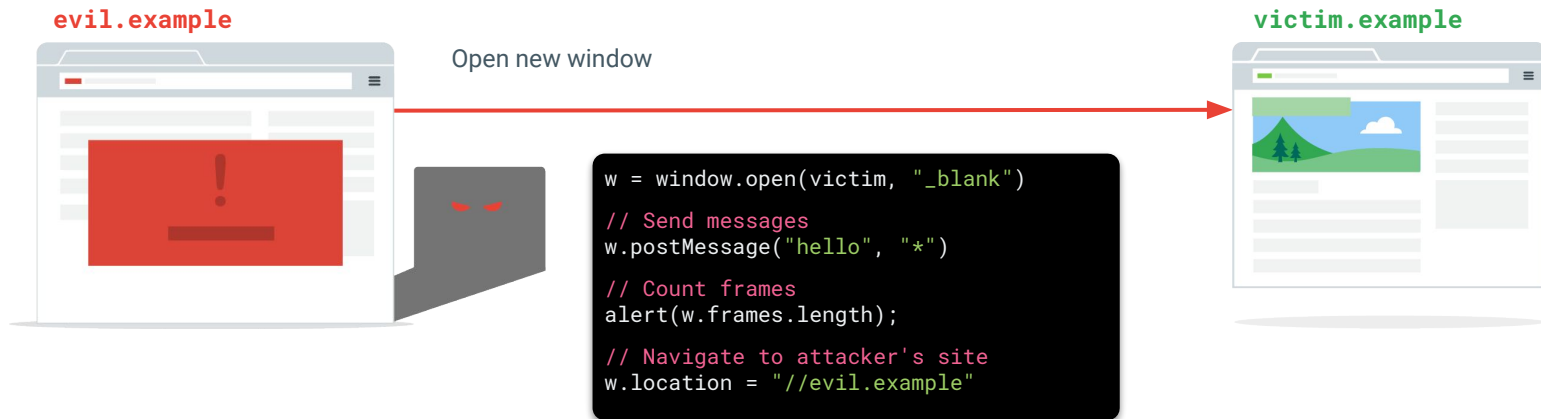 evil.example
victim.example
Open new window
w = window.open(victim, "_blank")
// Send messages
w.postMessage("hello", "*")
// Count frames
alert(w.frames.length);
// Navigate to attacker's site
w.location = "//evil.example"